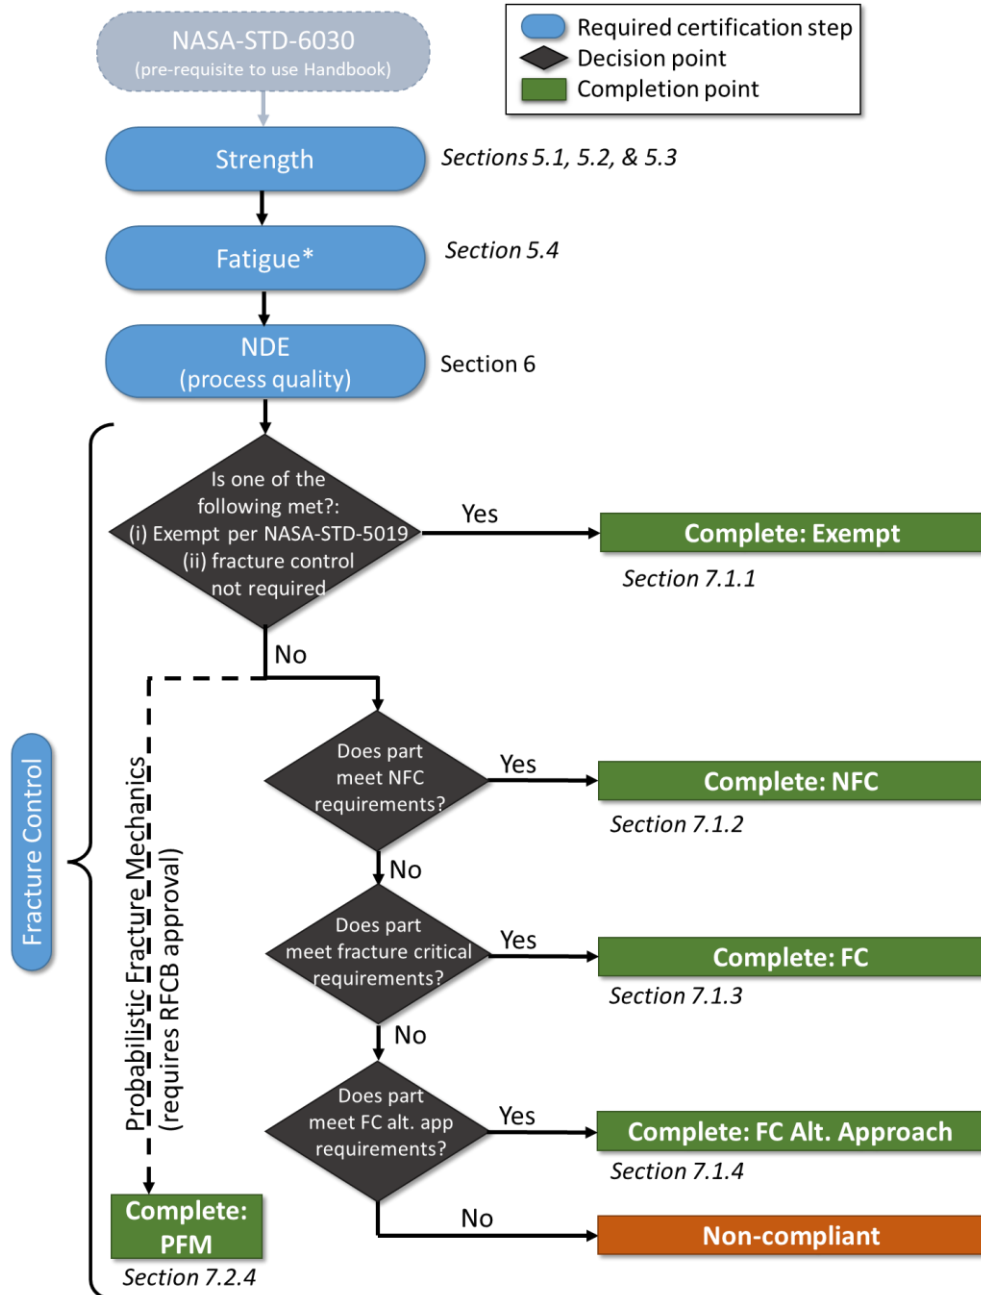 NASA-STD-6030
(pre-requisite to use Handbook)
Required certification step
Decision point
Completion point
Strength
Sections 5.1, 5.2, & 5.3
Fatigue*
Section 5.4
NDE
(process quality)
Section 6
Fracture Control
Is one of the
following met?:
(i) Exempt per NASA-STD-5019
(ii) fracture control
not required
Yes
Complete: Exempt
Section 7.1.1
No
Does part
meet NFC
requirements?
Yes
Complete: NFC
Section 7.1.2
No
Does part
meet fracture critical
requirements?
Yes
Complete: FC
Section 7.1.3
No
Does part
meet FC alt. app
requirements?
Yes
Complete: FC Alt. Approach
Section 7.1.4
No
Non-compliant
Probabilistic Fracture Mechanics
(requires RFCB approval)
Complete:
PFM
Section 7.2.4